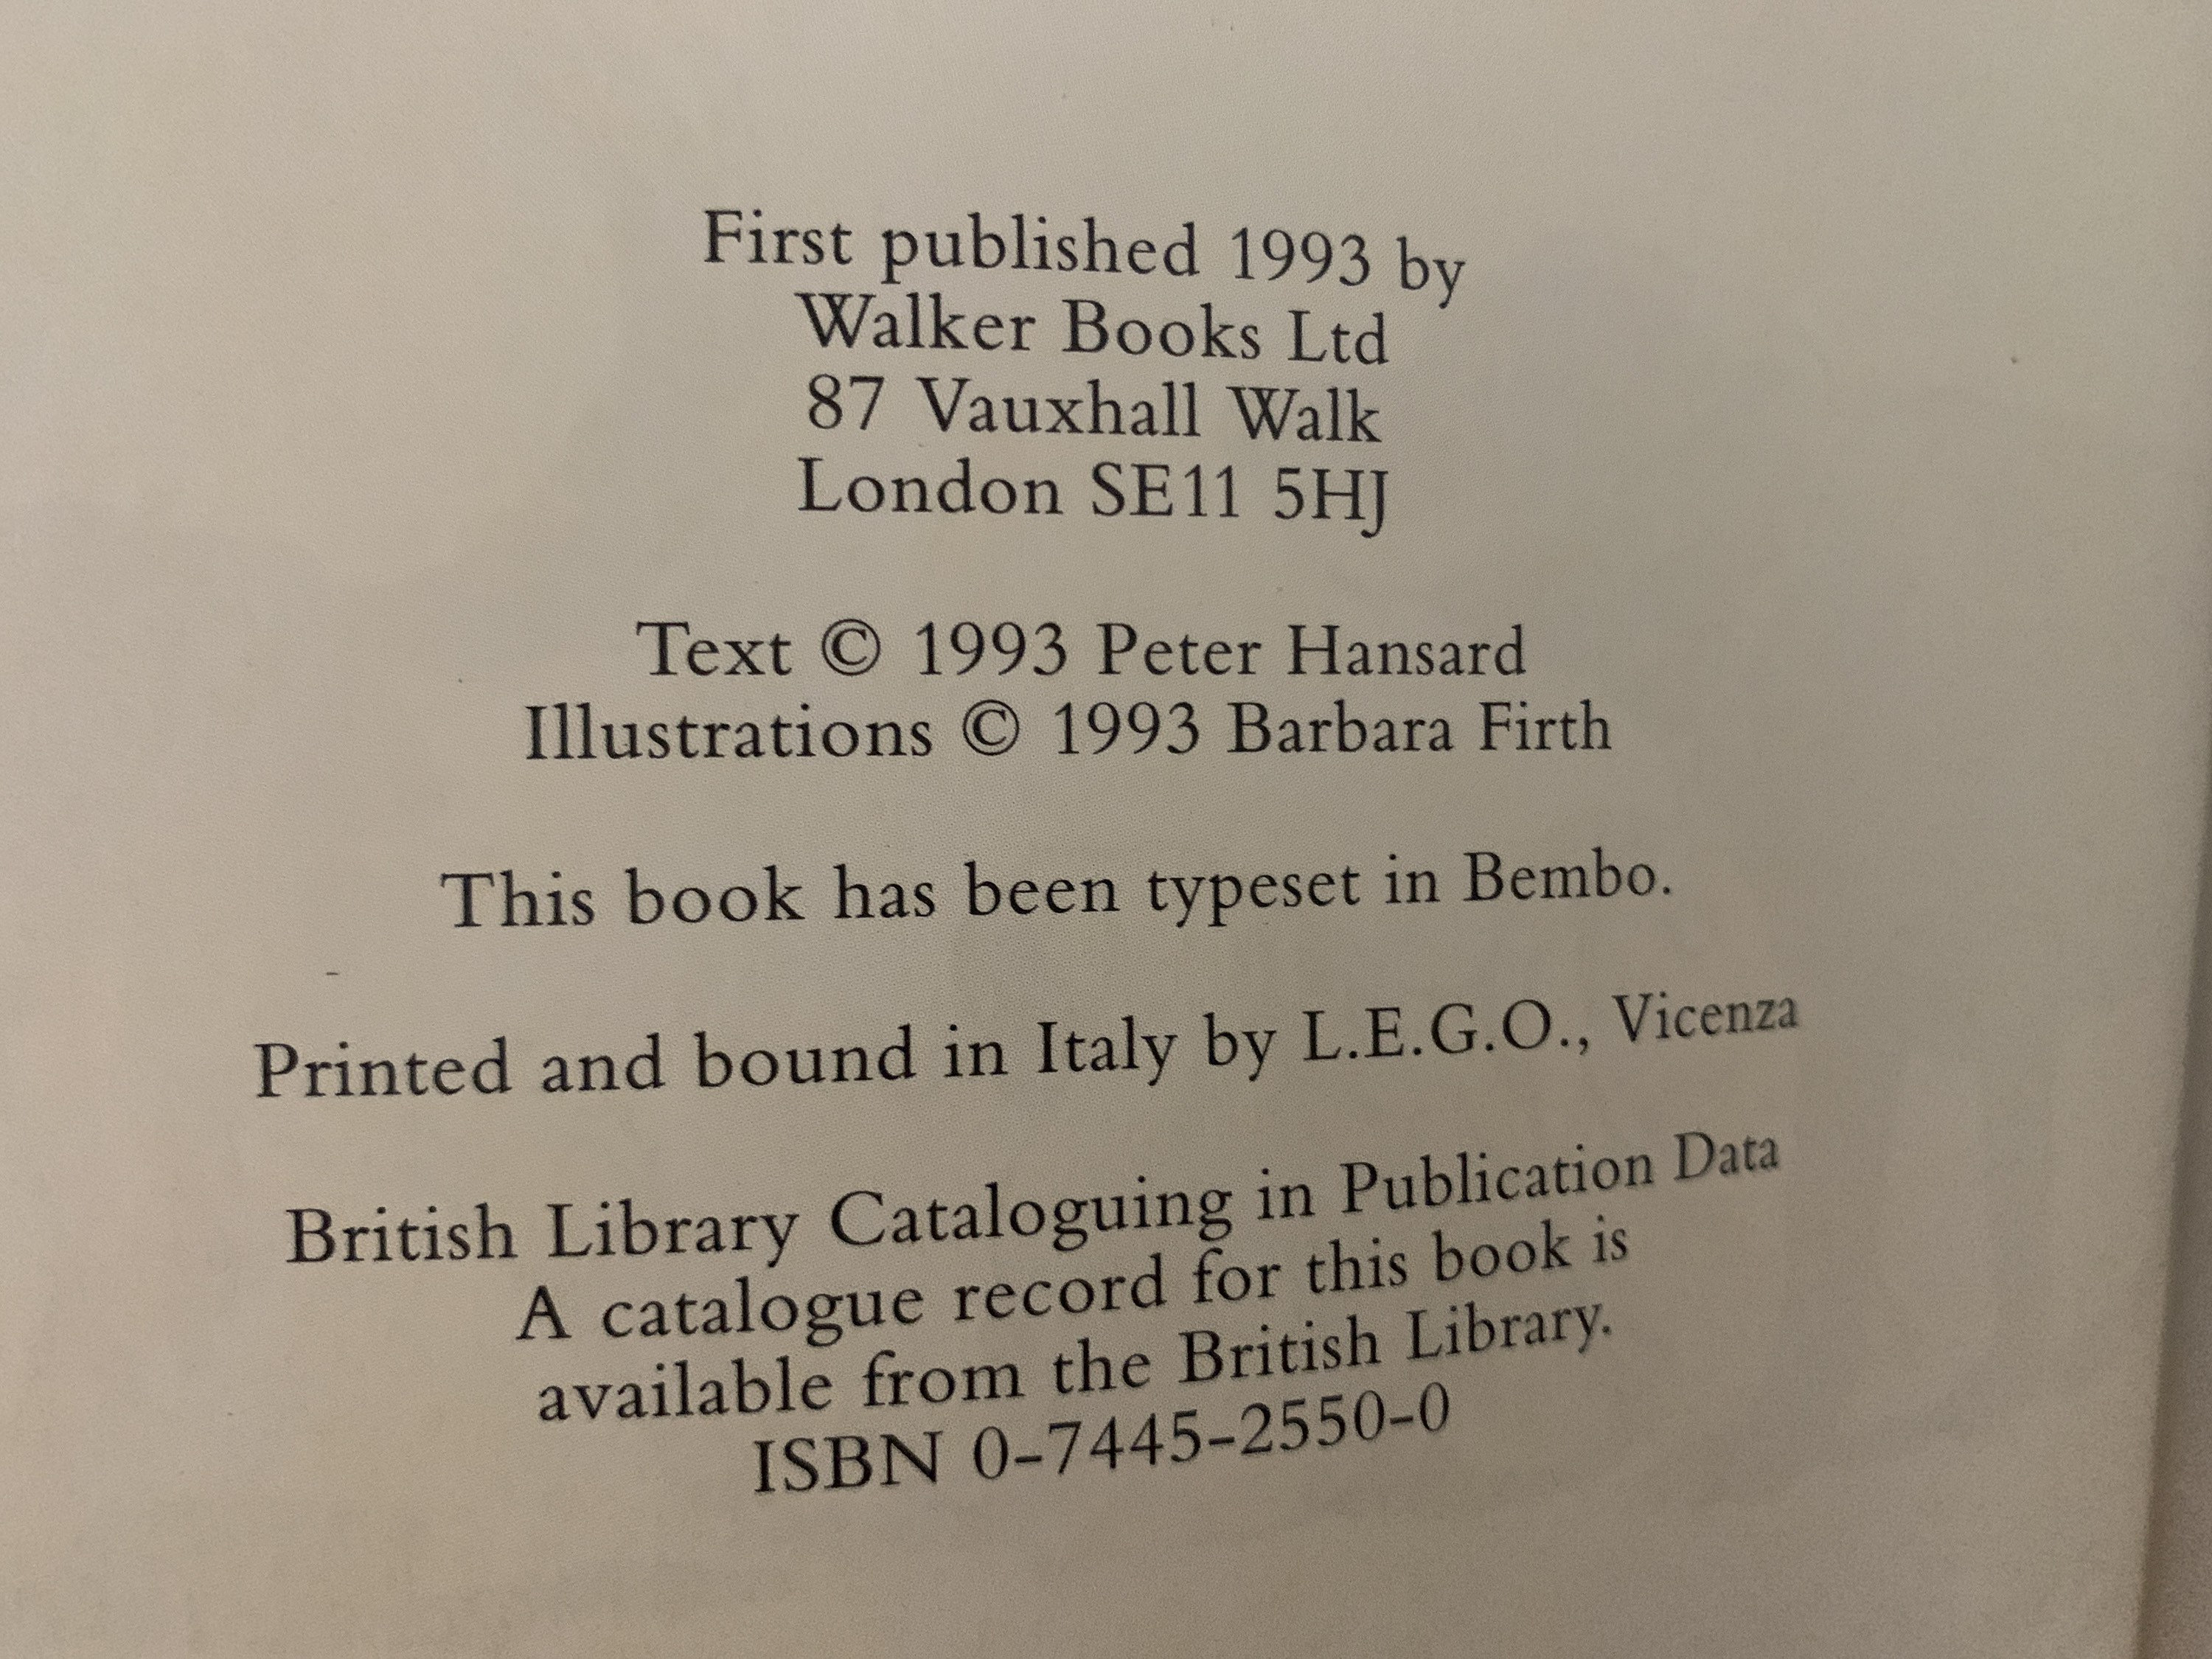 First published 1993 by
Walker Books Ltd
87 Vauxhall Walk
London SE11 5HJ
Text © 1993 Peter Hansard
Illustrations © 1993 Barbara Firth
This book has been typeset in Bembo.
Printed and bound in Italy by L.E.G.O., Vicenza
British Library Cataloguing in Publication Data
A catalogue record for this book is
available from the British Library.
ISBN 0-7445-2550-0